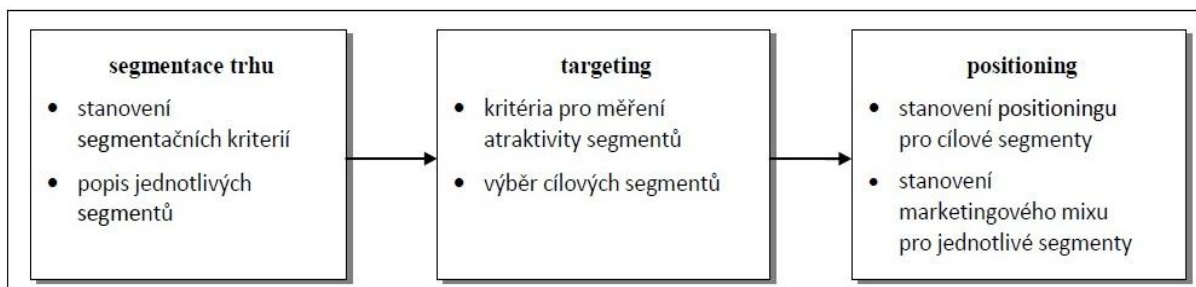 segmentace trhu
• stanovení
segmentačních kriterií
• popis jednotlivých
segmentů
targeting
• kritéria pro měření
atraktivity segmentů
• výběr cílových segmentů
positioning
• stanovení positioningu
pro cílové segmenty
• stanovení
marketingového mixu
pro jednotlivé segmenty